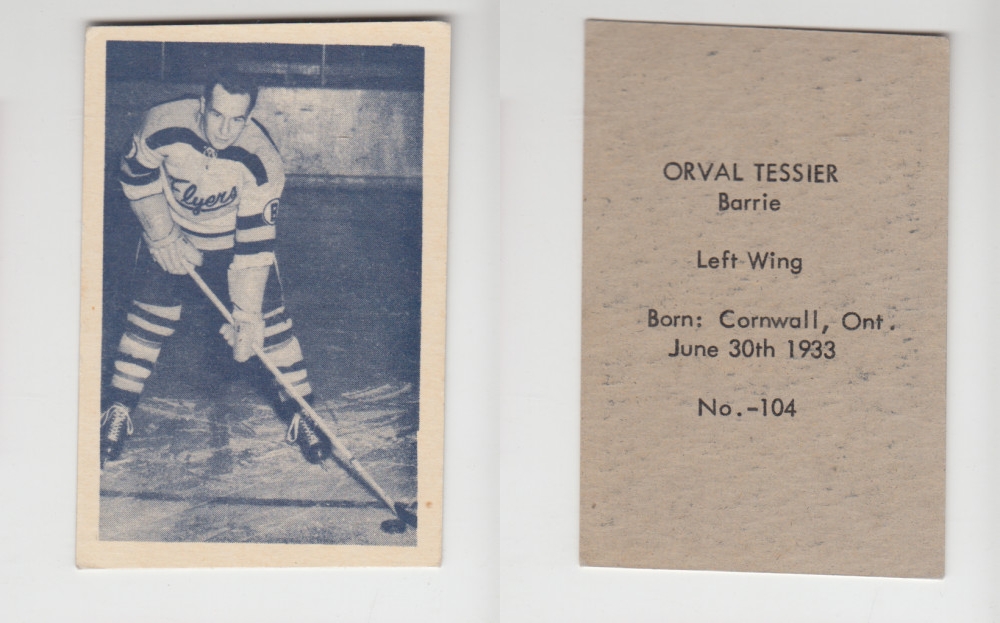 Flyers
B
ORVAL TESSIER
Barrie
Left Wing
Born: Cornwall, Ont.
June 30th 1933
No.-104